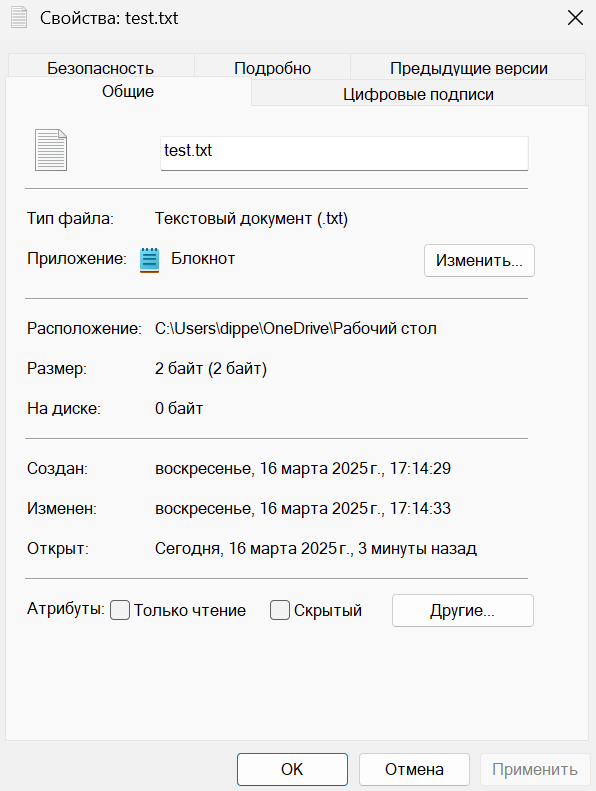 Свойства: test.txt
Безопасность Подробно Предыдущие версии
Общие Цифровые подписи
test.txt
Тип файла: Текстовый документ (.txt)
Приложение: Блокнот Изменить...
Расположение: C:\Users\dippe\OneDrive\Рабочий стол
Размер: 2 байт (2 байт)
На диске: 0 байт
Создан: воскресенье, 16 марта 2025 г., 17:14:29
Изменен: воскресенье, 16 марта 2025 г., 17:14:33
Открыт: Сегодня, 16 марта 2025 г., 3 минуты назад
Атрибуты: Только чтение Скрытый Другие...
OK Отмена Применить